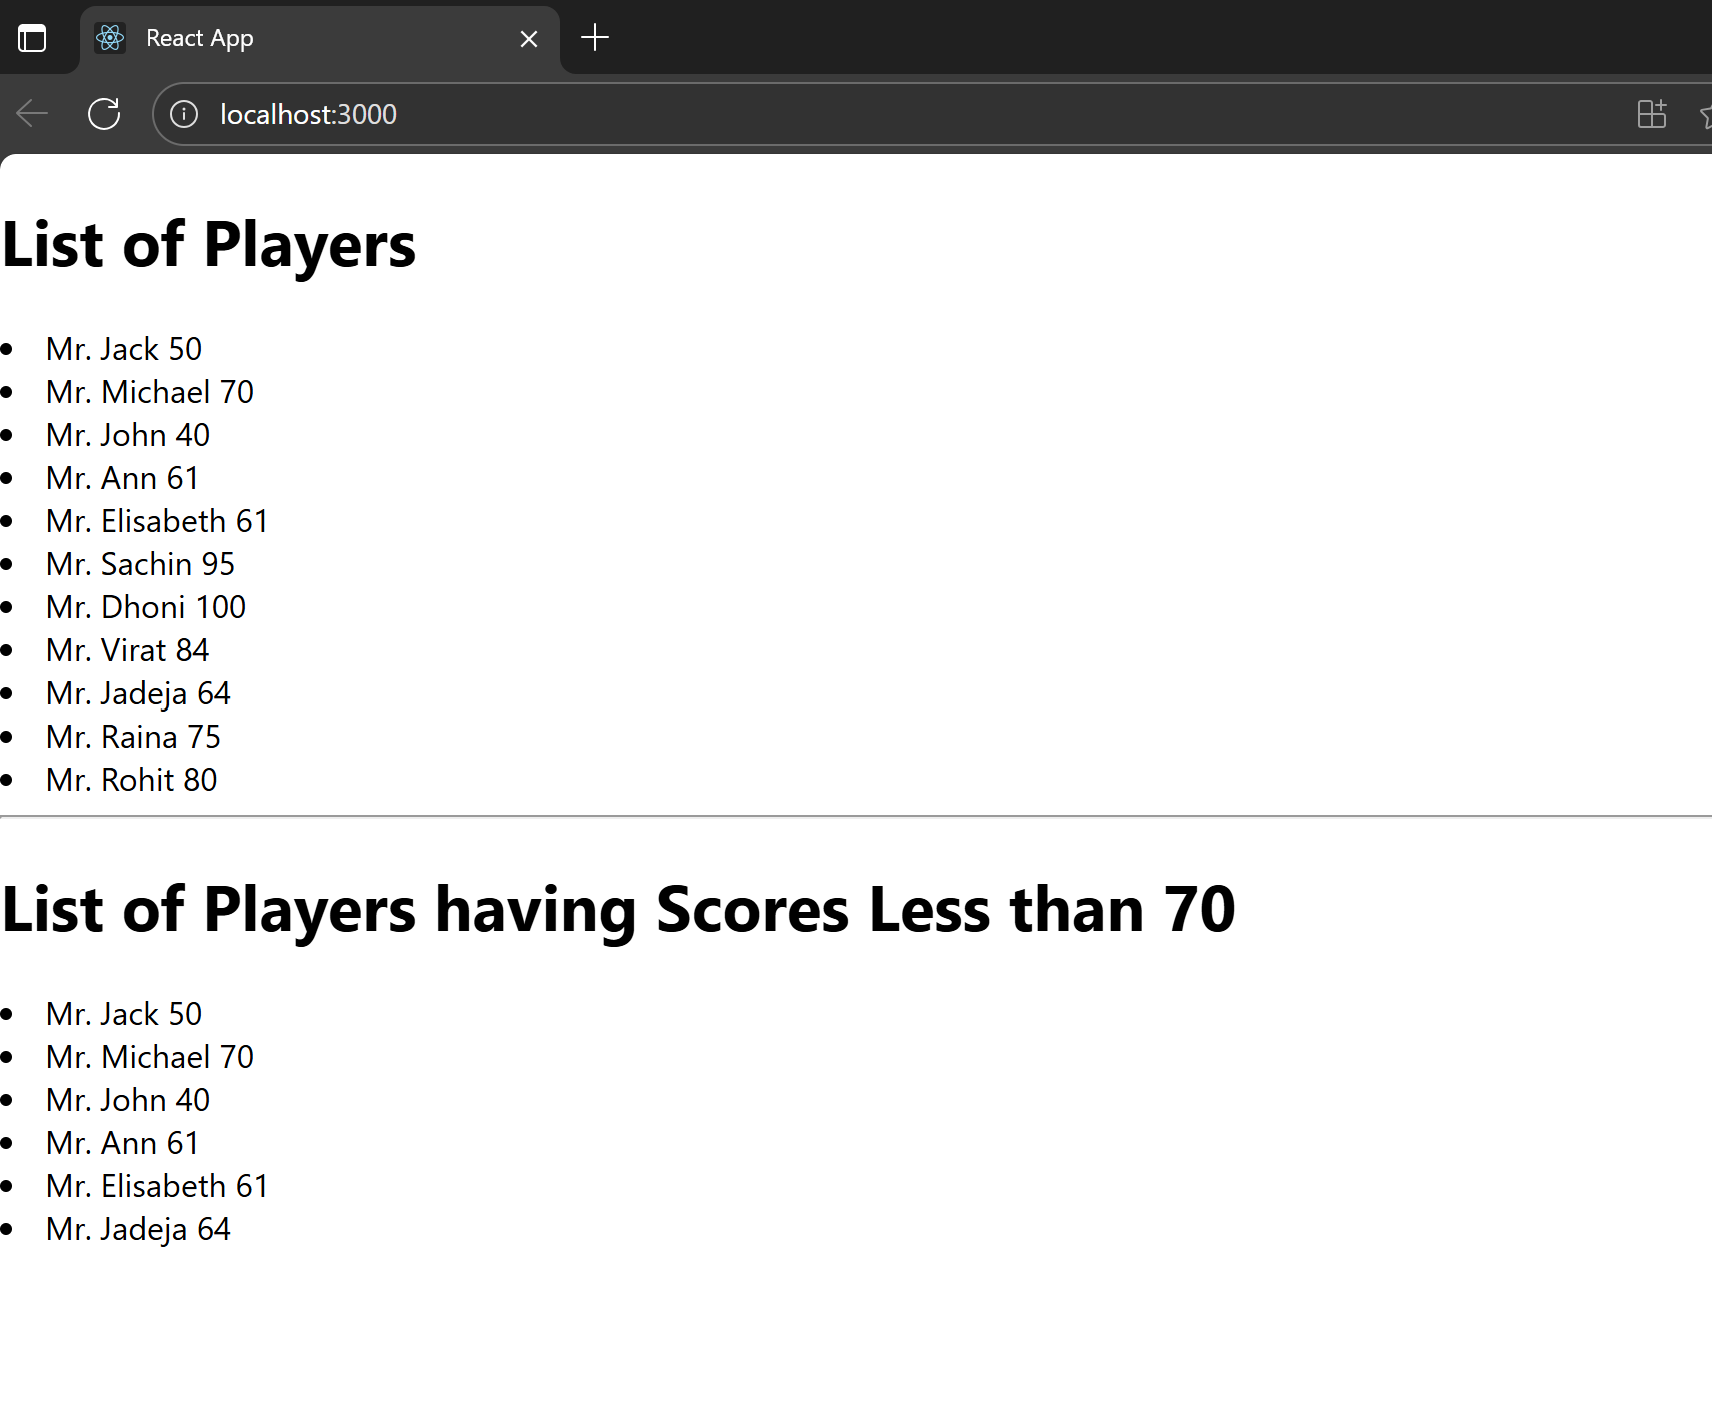 React App
localhost:3000
List of Players
Mr. Jack 50
Mr. Michael 70
Mr. John 40
Mr. Ann 61
Mr. Elisabeth 61
Mr. Sachin 95
Mr. Dhoni 100
Mr. Virat 84
Mr. Jadeja 64
Mr. Raina 75
Mr. Rohit 80
List of Players having Scores Less than 70
Mr. Jack 50
Mr. Michael 70
Mr. John 40
Mr. Ann 61
Mr. Elisabeth 61
Mr. Jadeja 64